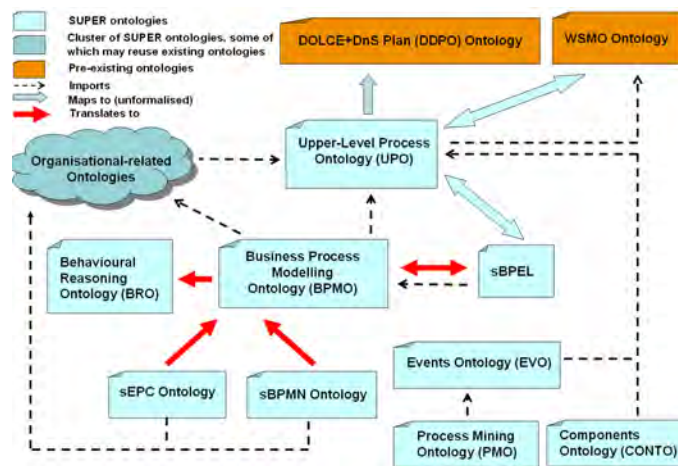 SUPER ontologies
Cluster of SUPER ontologies, some of
which may reuse existing ontologies
Pre-existing ontologies
Imports
Maps to (unformalised)
Translates to
DOLCE+DnS Plan (DDPO) Ontology
WSMO Ontology
Upper-Level Process
Ontology (UPO)
Organisational-related
Ontologies
Behavioural
Reasoning
Ontology (BRO)
Business Process
Modelling
Ontology (BPMO)
sBPEL
Events Ontology (EVO)
sEPC Ontology
sBPMN Ontology
Process Mining
Ontology (PMO)
Components
Ontology (CONTO)